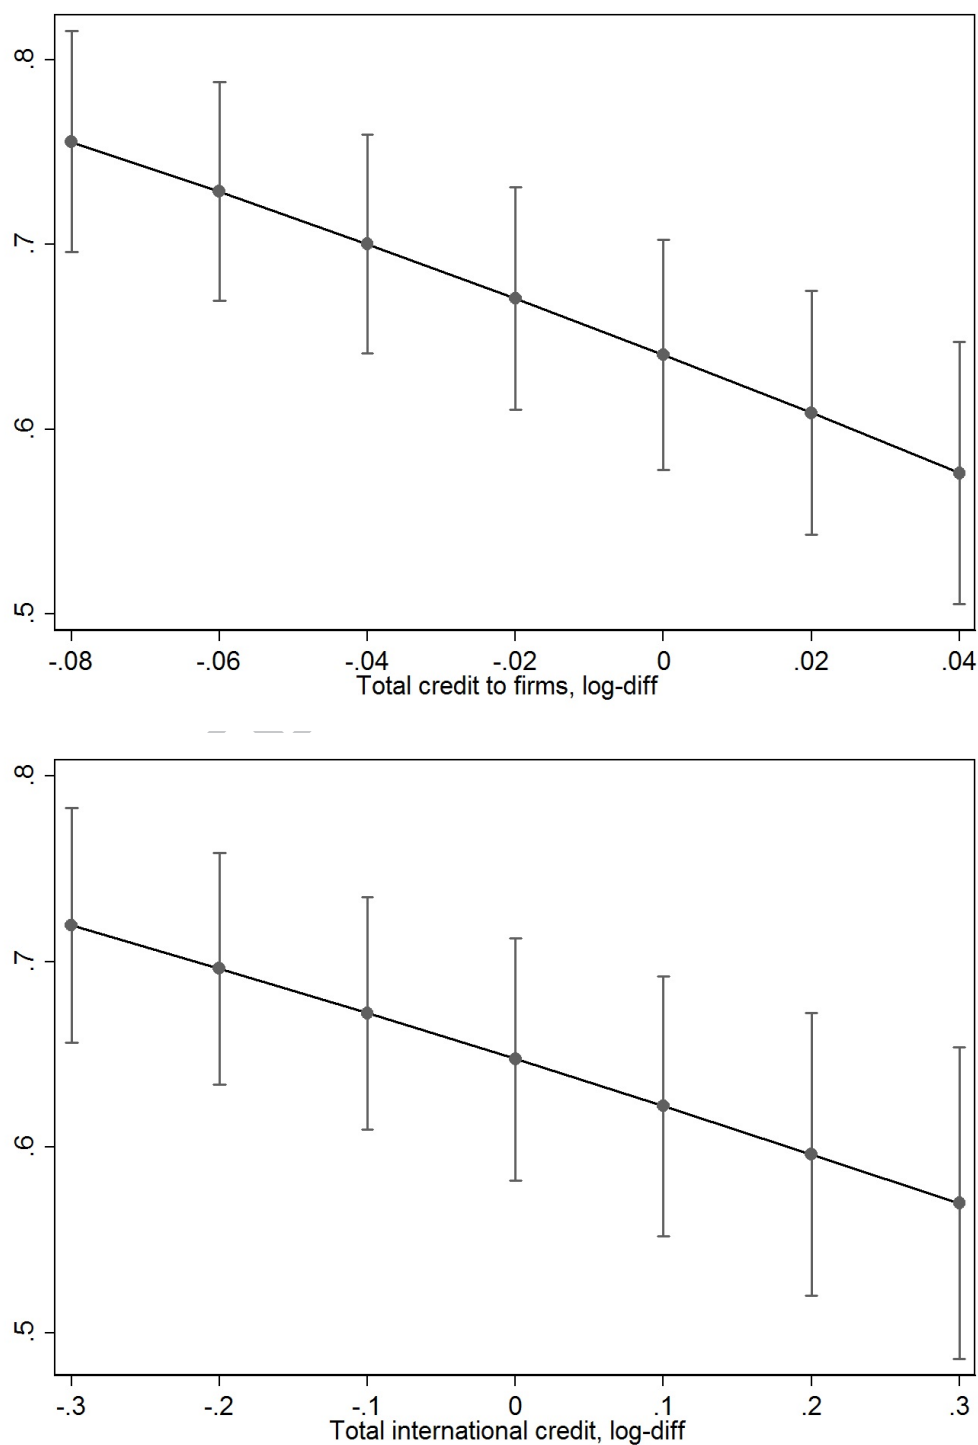 .8
.7
.6
.5
-.08 -.06 -.04 -.02 0 .02 .04
Total credit to firms, log-diff
.8
.7
.6
.5
-.3 -.2 -.1 0 .1 .2 .3
Total international credit, log-diff